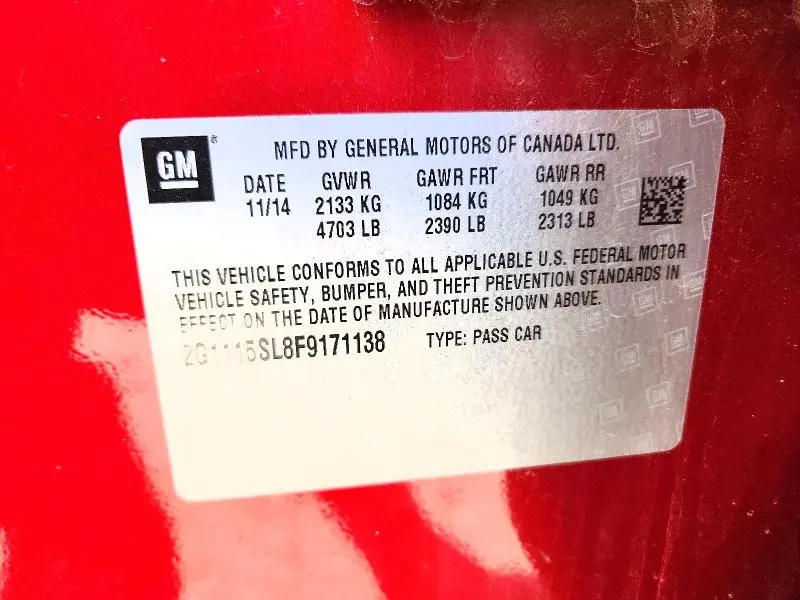 GM®
MFD BY GENERAL MOTORS OF CANADA LTD.
DATE GVWR GAWR FRT GAWR RR
11/14 2133 KG 1084 KG 1049 KG
4703 LB 2390 LB 2313 LB
THIS VEHICLE CONFORMS TO ALL APPLICABLE U.S. FEDERAL MOTOR
VEHICLE SAFETY, BUMPER, AND THEFT PREVENTION STANDARDS IN
EFFECT ON THE DATE OF MANUFACTURE SHOWN ABOVE.
2G1115SL8F9171138 TYPE: PASS CAR